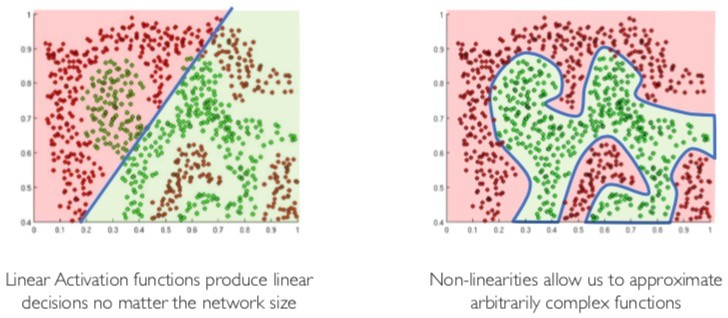 1
0.9
0.8
0.7
0.6
0.5
0.4
0 0.1 0.2 0.3 0.4 0.5 0.6 0.7 0.8 0.9 1
1
0.9
0.8
0.7
0.6
0.5
0.4
0 0.1 0.2 0.3 0.4 0.5 0.6 0.7 0.8 0.9 1
Linear Activation functions produce linear
decisions no matter the network size
Non-linearities allow us to approximate
arbitrarily complex functions